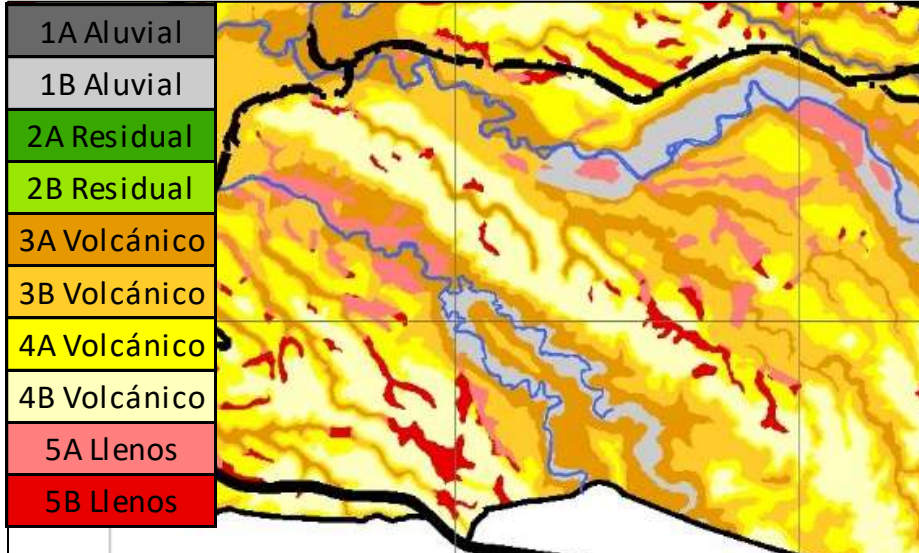 1A Aluvial
1B Aluvial
2A Residual
2B Residual
3A Volcánico
3B Volcánico
4A Volcánico
4B Volcánico
5A Llenos
5B Llenos